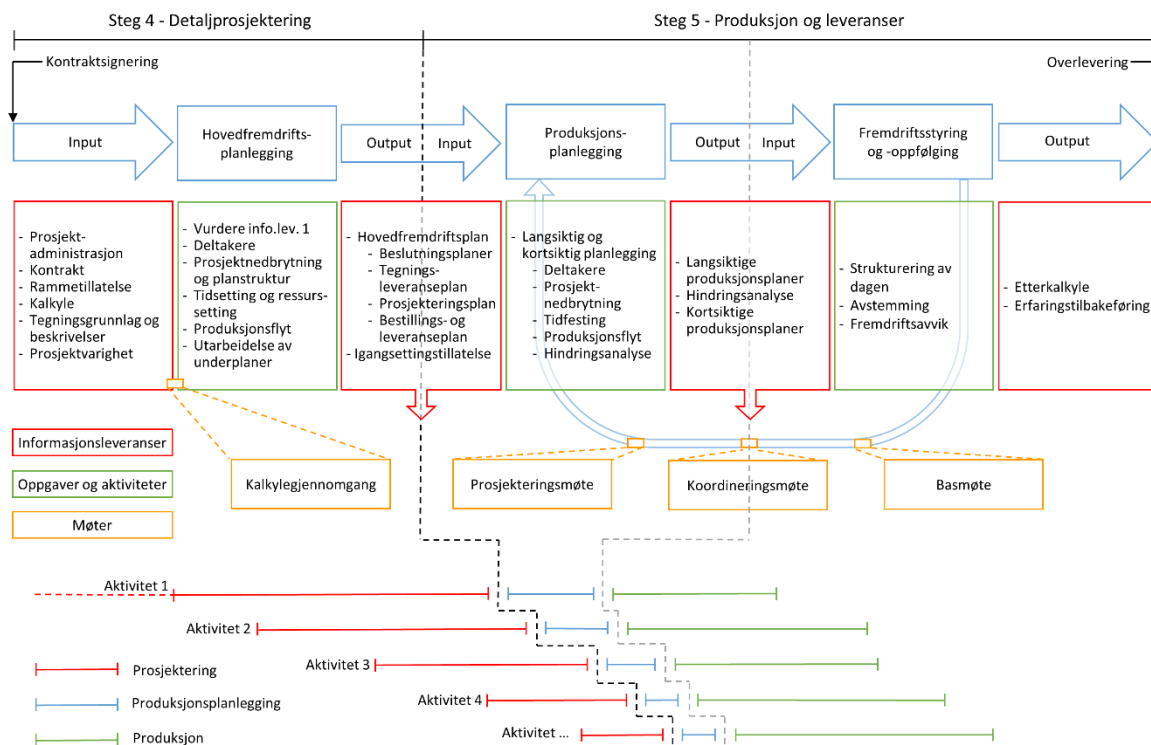 Steg 4 - Detaljprosjektering
Steg 5 - Produksjon og leveranser
Kontraktsignering
Overlevering
Input
Hovedfremdrifts-
planlegging
Output
Input
Produksjons-
planlegging
Output
Input
Fremdriftsstyring
og -oppfølging
Output
- Prosjekt-
administrasjon
- Kontrakt
- Rammetillatelse
- Kalkyle
- Tegningsgrunnlag og
beskrivelser
- Prosjektvarighet
- Vurdere info.lev. 1
- Deltakere
- Prosjektnedbrytning
og planstruktur
- Tidsetting og ressurs-
setting
- Produksjonsflyt
- Utarbeidelse av
underplaner
- Hovedfremdriftsplan
- Beslutningsplaner
- Tegnings-
leveranseplan
- Prosjekteringsplan
- Bestillings- og
leveranseplan
- Igangsettingstillatelse
- Langsiktig og
kortsiktig planlegging
- Deltakere
- Prosjekt-
nedbrytning
- Tidfesting
- Produksjonsflyt
- Hindringsanalyse
- Langsiktige
produksjonsplaner
- Hindringsanalyse
- Kortsiktige
produksjonsplaner
- Strukturering av
dagen
- Avstemming
- Fremdriftsavvik
- Etterkalkyle
- Erfaringstilbakeføring
Informasjonsleveranser
Oppgaver og aktiviteter
Møter
Kalkylegjennomgang
Prosjekteringsmøte
Koordineringsmøte
Basmøte
Aktivitet 1
Aktivitet 2
Aktivitet 3
Aktivitet 4
Aktivitet ...
Prosjektering
Produksjonsplanlegging
Produksjon